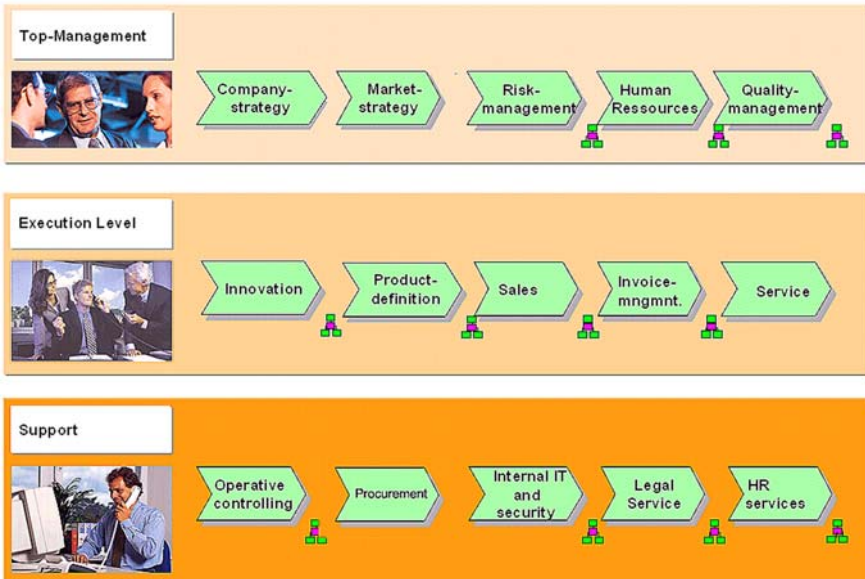 Top-Management
Company-
strategy
Market-
strategy
Risk-
management
Human
Ressources
Quality-
management
Execution Level
Innovation
Product-
definition
Sales
Invoice-
mngmnt.
Service
Support
Operative
controlling
Procurement
Internal IT
and
security
Legal
Service
HR
services